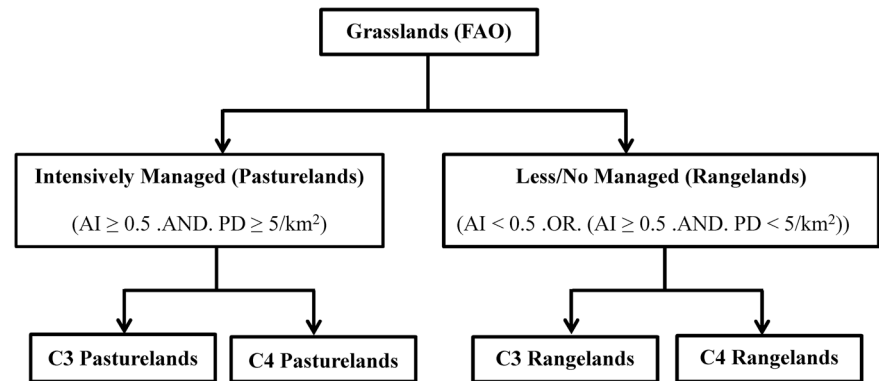 Grasslands (FAO)
Intensively Managed (Pasturelands)
(AI ≥ 0.5 .AND. PD ≥ 5/km²)
Less/No Managed (Rangelands)
(AI < 0.5 .OR. (AI ≥ 0.5 .AND. PD < 5/km²))
C3 Pasturelands
C4 Pasturelands
C3 Rangelands
C4 Rangelands